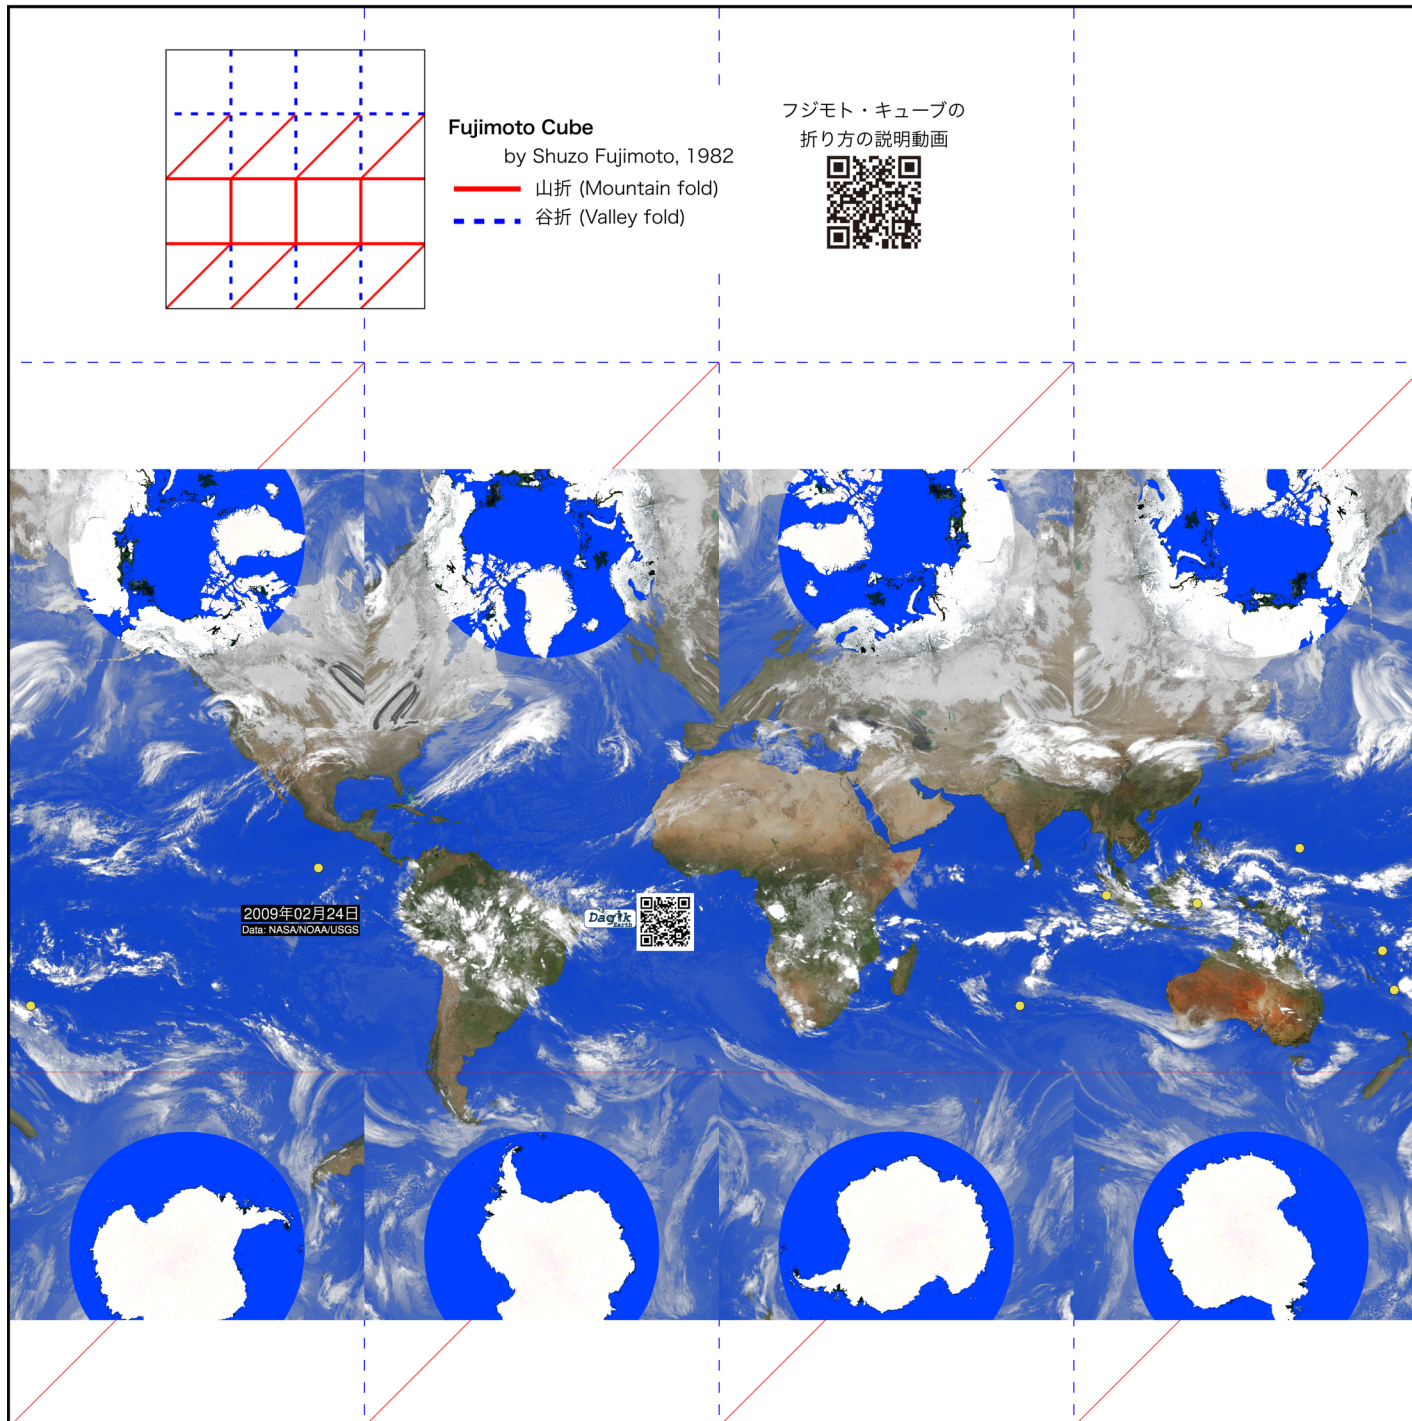 Fujimoto Cube
by Shuzo Fujimoto, 1982
山折 (Mountain fold)
谷折 (Valley fold)
フジモト・キューブの
折り方の説明動画
2009年02月24日
Data: NASA/NOAA/USGS
Dagik
Earth